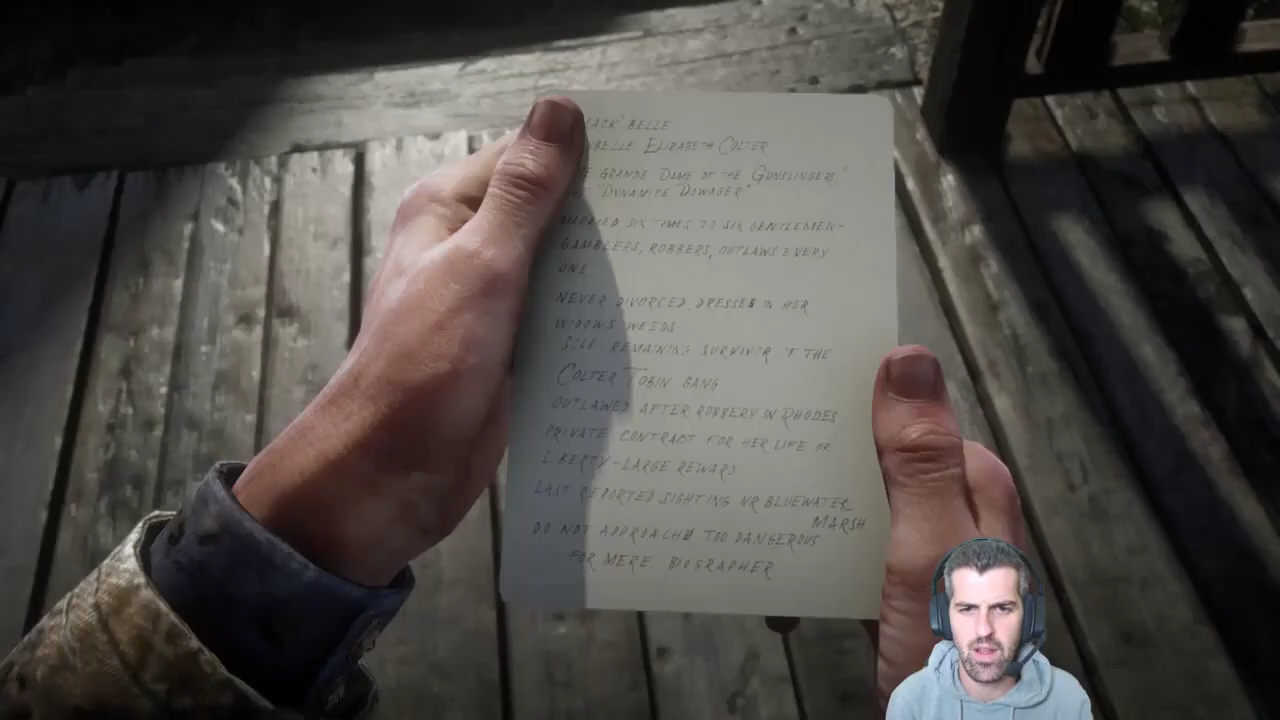 BELLE
ELIZABETH COLTER
GRANDE DAME OF THE GUNSLINGERS,"
"DYNAMITE DOWAGER"
MARRIED SIX TIMES TO SIX GENTLEMEN-
GAMBLERS, ROBBERS, OUTLAWS EVERY
ONE
NEVER DIVORCED, DRESSES IN HER
WIDOWS WEEDS
SOLE REMAINING SURVIVOR OF THE
COLTER TOBIN GANG
OUTLAWED AFTER ROBBERY IN RHODES
PRIVATE CONTRACT FOR HER LIFE OR
LIBERTY - LARGE REWARD
LAST REPORTED SIGHTING NR BLUEWATER
MARSH
DO NOT APPROACH. TOO DANGEROUS
FOR MERE BIOGRAPHER